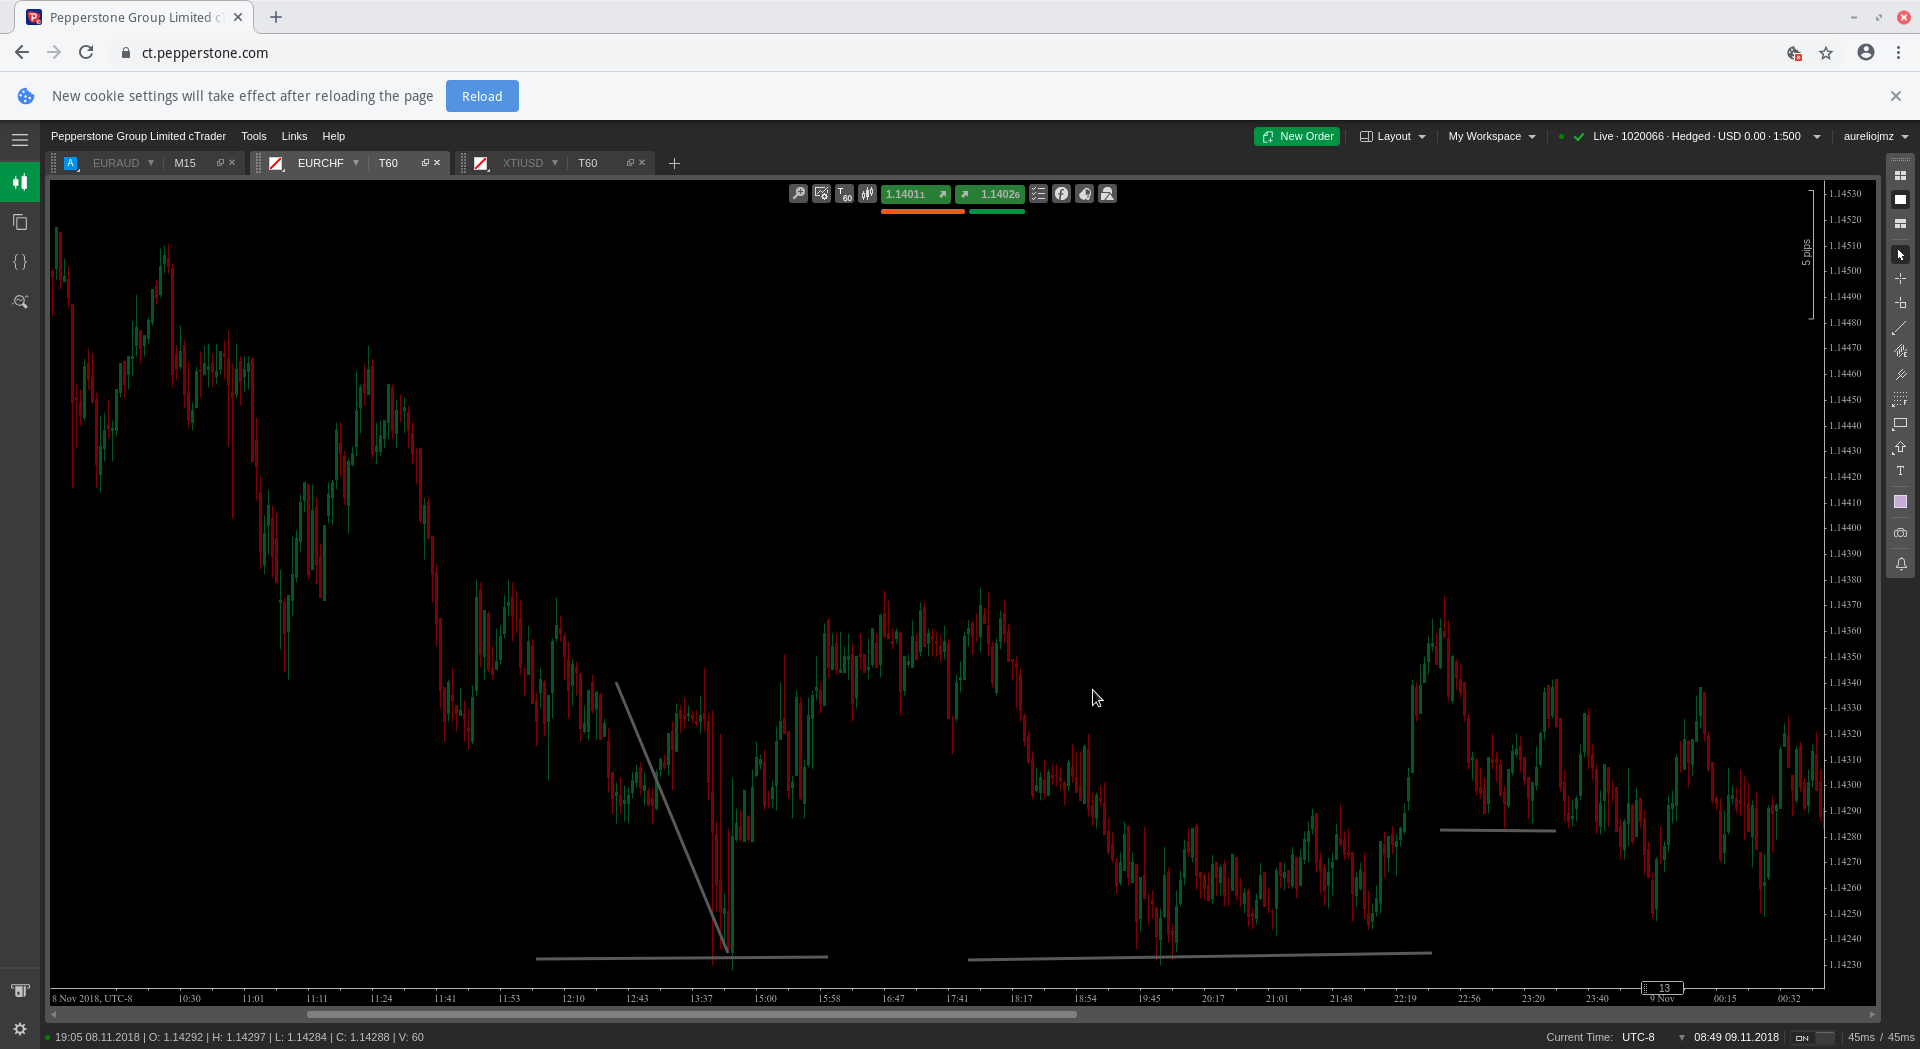 Pepperstone Group Limited c
ct.pepperstone.com
New cookie settings will take effect after reloading the page
Reload
Pepperstone Group Limited cTrader Tools Links Help
New Order Layout My Workspace Live · 1020066 · Hedged · USD 0.00 · 1:500 aureliojmz
A EURAUD M15 EURCHF T60 XTIUSD T60
T 60 1.14011 1.14026
5 pips
1.14530
1.14520
1.14510
1.14500
1.14490
1.14480
1.14470
1.14460
1.14450
1.14440
1.14430
1.14420
1.14410
1.14400
1.14390
1.14380
1.14370
1.14360
1.14350
1.14340
1.14330
1.14320
1.14310
1.14300
1.14290
1.14280
1.14270
1.14260
1.14250
1.14240
1.14230
T
13
8 Nov 2018, UTC-8 10:30 11:01 11:11 11:24 11:41 11:53 12:10 12:43 13:37 15:00 15:58 16:47 17:41 18:17 18:54 19:45 20:17 21:01 21:48 22:19 22:56 23:20 23:40 9 Nov 00:15 00:32
19:05 08.11.2018 | O: 1.14292 | H: 1.14297 | L: 1.14284 | C: 1.14288 | V: 60
Current Time: UTC-8 08:49 09.11.2018 ON 45ms / 45ms